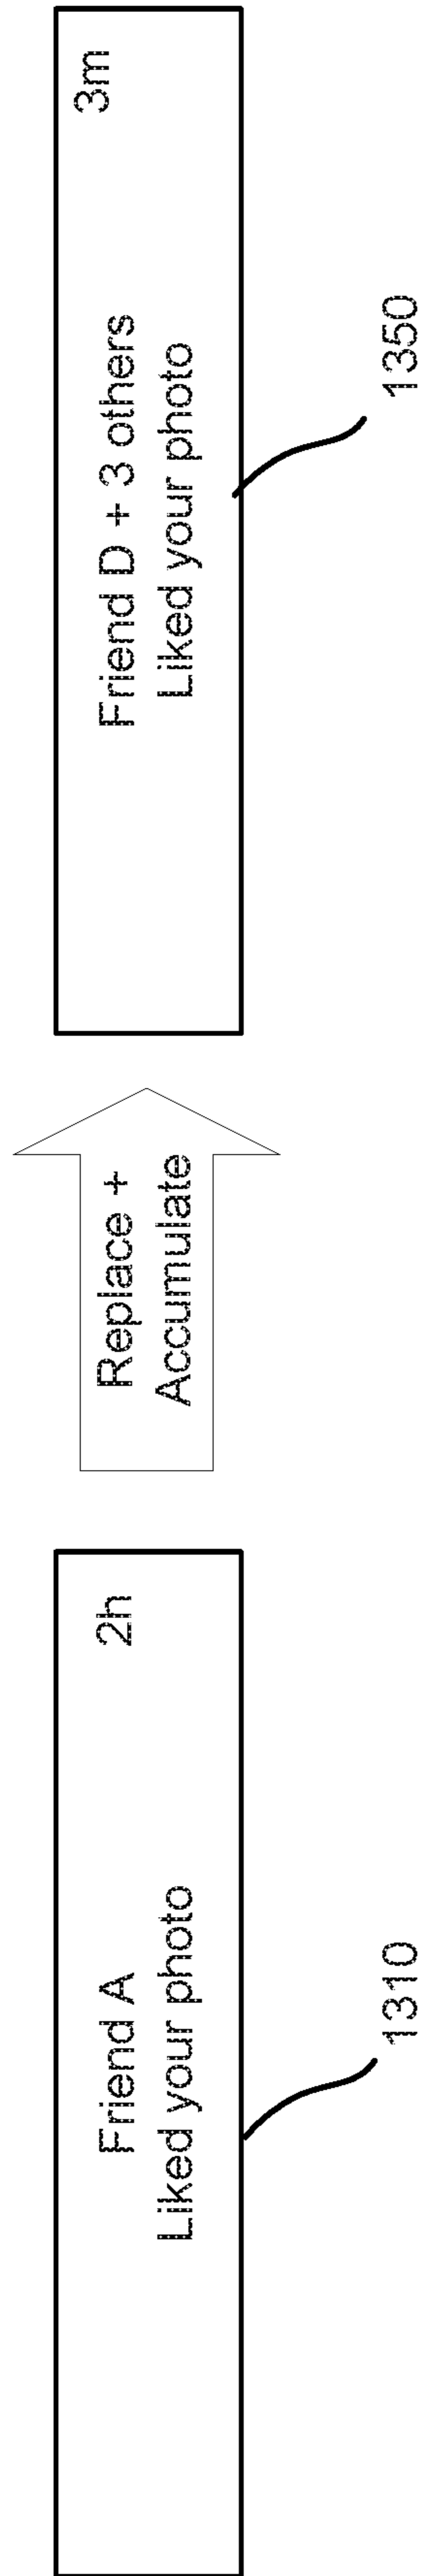 Friend A
Liked your photo
2h
1310
Replace +
Accumulate
Friend D + 3 others
Liked your photo
3m
1350